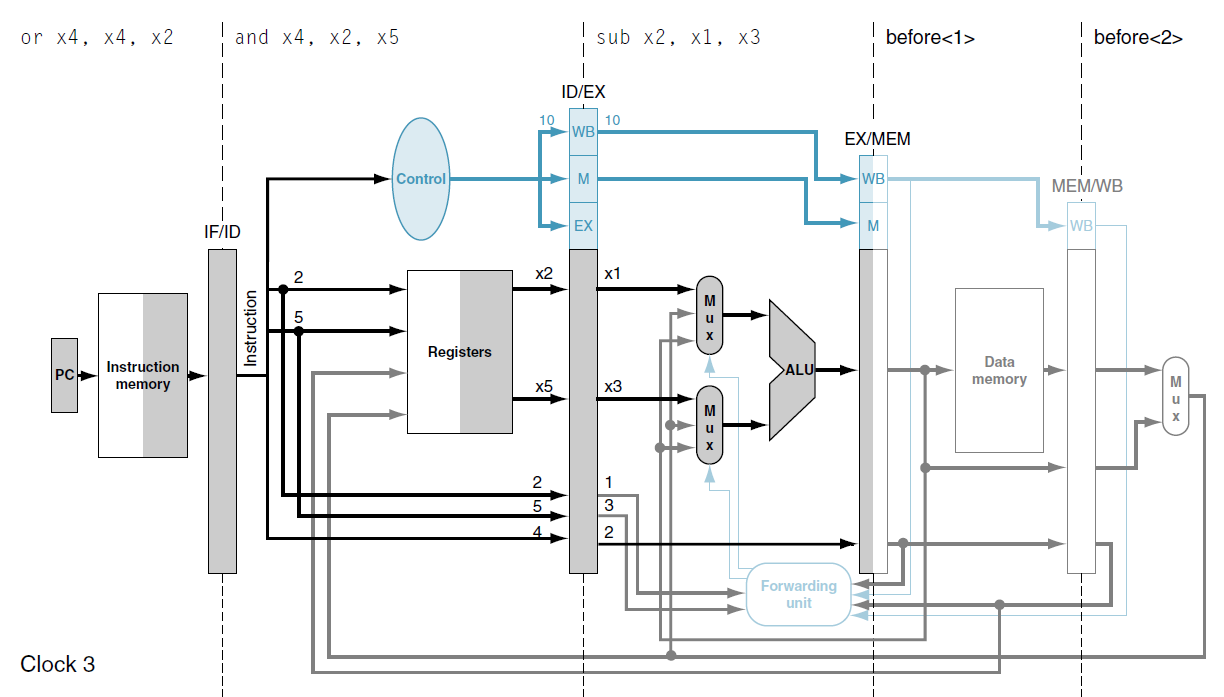 or x4, x4, x2
and x4, x2, x5
sub x2, x1, x3
before<1>
before<2>
ID/EX
10
WB
10
EX/MEM
Control
M
WB
MEM/WB
EX
M
WB
IF/ID
2
x2
x1
5
Instruction
M
u
x
PC
Instruction
memory
Registers
ALU
Data
memory
M
u
x
x5
x3
M
u
x
2
1
5
3
4
2
Forwarding
unit
Clock 3